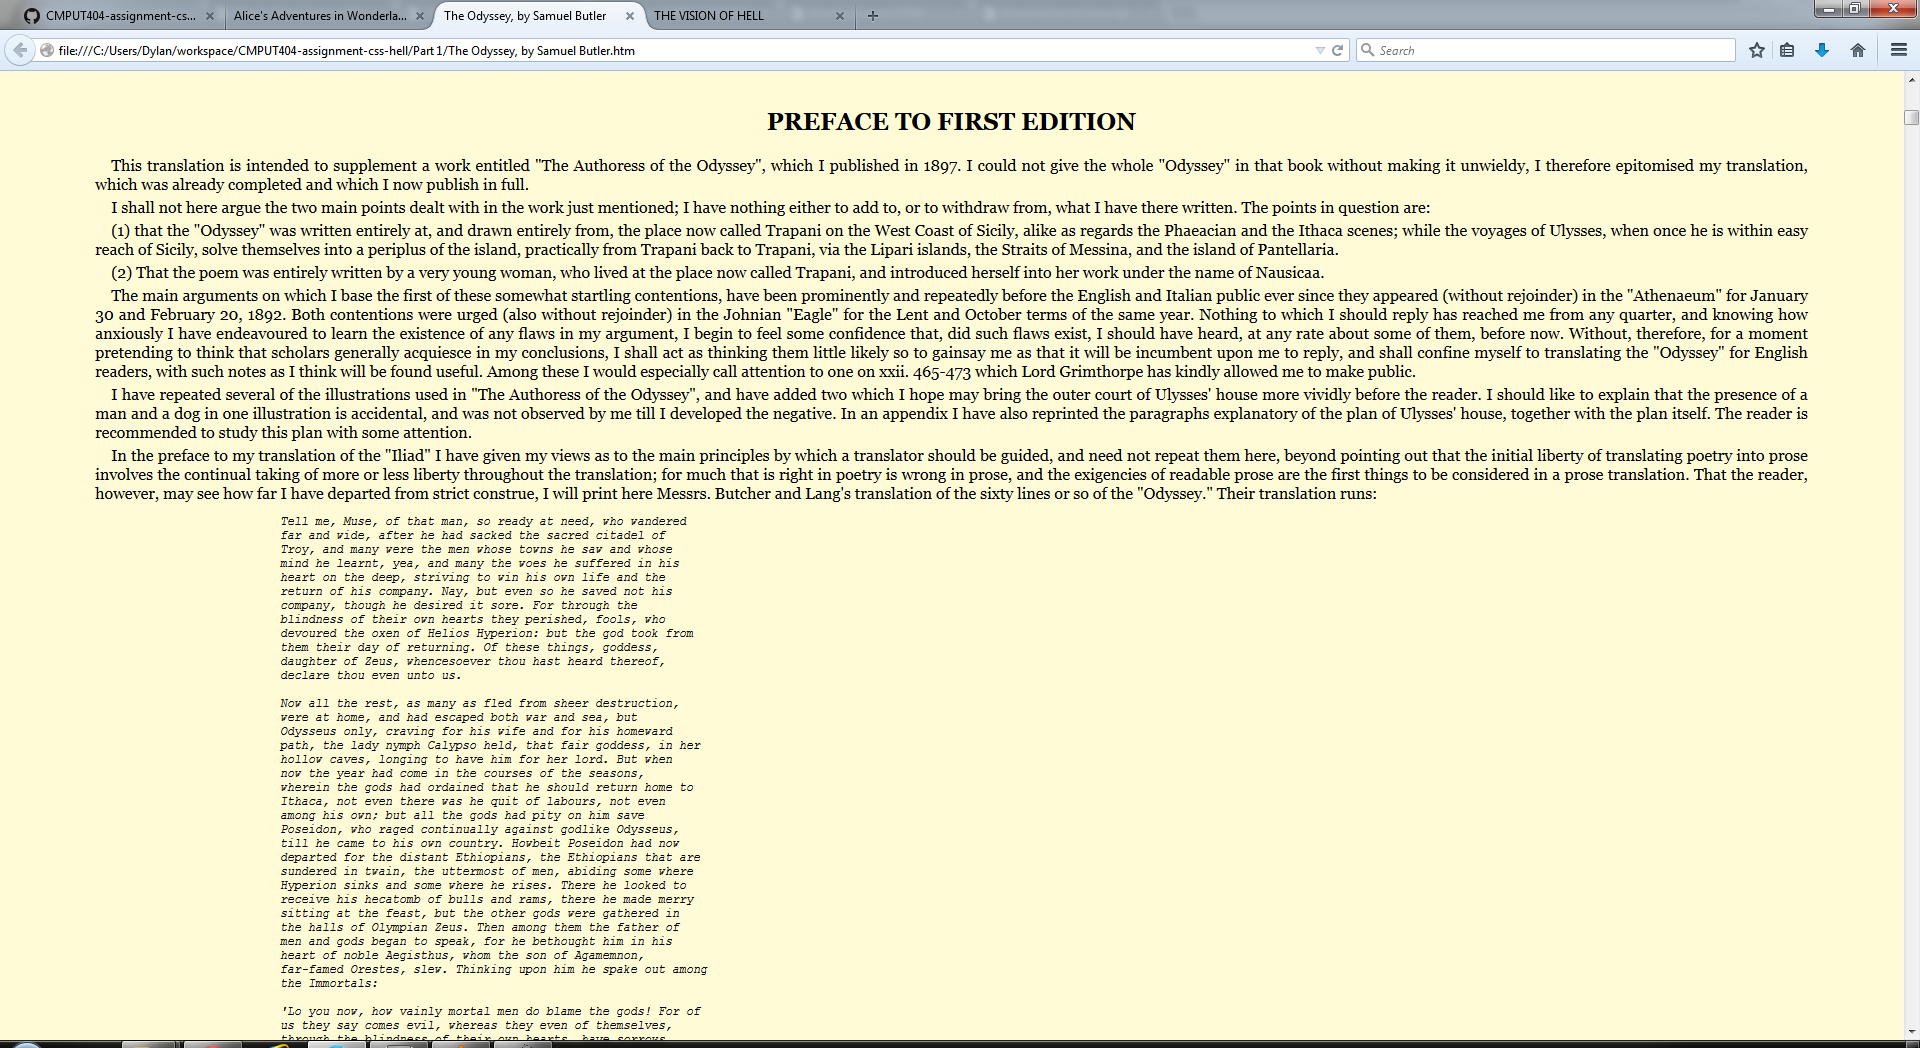 CMPUT404-assignment-cs...
Alice's Adventures in Wonderla...
The Odyssey, by Samuel Butler
THE VISION OF HELL
file:///C:/Users/Dylan/workspace/CMPUT404-assignment-css-hell/Part 1/The Odyssey, by Samuel Butler.htm
Search
PREFACE TO FIRST EDITION
This translation is intended to supplement a work entitled "The Authoress of the Odyssey", which I published in 1897. I could not give the whole "Odyssey" in that book without making it unwieldy, I therefore epitomised my translation,
which was already completed and which I now publish in full.
I shall not here argue the two main points dealt with in the work just mentioned; I have nothing either to add to, or to withdraw from, what I have there written. The points in question are:
(1) that the "Odyssey" was written entirely at, and drawn entirely from, the place now called Trapani on the West Coast of Sicily, alike as regards the Phaeacian and the Ithaca scenes; while the voyages of Ulysses, when once he is within easy
reach of Sicily, solve themselves into a periplus of the island, practically from Trapani back to Trapani, via the Lipari islands, the Straits of Messina, and the island of Pantellaria.
(2) That the poem was entirely written by a very young woman, who lived at the place now called Trapani, and introduced herself into her work under the name of Nausicaa.
The main arguments on which I base the first of these somewhat startling contentions, have been prominently and repeatedly before the English and Italian public ever since they appeared (without rejoinder) in the "Athenaeum" for January
30 and February 20, 1892. Both contentions were urged (also without rejoinder) in the Johnian "Eagle" for the Lent and October terms of the same year. Nothing to which I should reply has reached me from any quarter, and knowing how
anxiously I have endeavoured to learn the existence of any flaws in my argument, I begin to feel some confidence that, did such flaws exist, I should have heard, at any rate about some of them, before now. Without, therefore, for a moment
pretending to think that scholars generally acquiesce in my conclusions, I shall act as thinking them little likely so to gainsay me as that it will be incumbent upon me to reply, and shall confine myself to translating the "Odyssey" for English
readers, with such notes as I think will be found useful. Among these I would especially call attention to one on xxii. 465-473 which Lord Grimthorpe has kindly allowed me to make public.
I have repeated several of the illustrations used in "The Authoress of the Odyssey", and have added two which I hope may bring the outer court of Ulysses' house more vividly before the reader. I should like to explain that the presence of a
man and a dog in one illustration is accidental, and was not observed by me till I developed the negative. In an appendix I have also reprinted the paragraphs explanatory of the plan of Ulysses' house, together with the plan itself. The reader is
recommended to study this plan with some attention.
In the preface to my translation of the "Iliad" I have given my views as to the main principles by which a translator should be guided, and need not repeat them here, beyond pointing out that the initial liberty of translating poetry into prose
involves the continual taking of more or less liberty throughout the translation; for much that is right in poetry is wrong in prose, and the exigencies of readable prose are the first things to be considered in a prose translation. That the reader,
however, may see how far I have departed from strict construe, I will print here Messrs. Butcher and Lang's translation of the sixty lines or so of the "Odyssey." Their translation runs:
Tell me, Muse, of that man, so ready at need, who wandered
far and wide, after he had sacked the sacred citadel of
Troy, and many were the men whose towns he saw and whose
mind he learnt, yea, and many the woes he suffered in his
heart on the deep, striving to win his own life and the
return of his company. Nay, but even so he saved not his
company, though he desired it sore. For through the
blindness of their own hearts they perished, fools, who
devoured the oxen of Helios Hyperion: but the god took from
them their day of returning. Of these things, goddess,
daughter of Zeus, whencesoever thou hast heard thereof,
declare thou even unto us.
Now all the rest, as many as fled from sheer destruction,
were at home, and had escaped both war and sea, but
Odysseus only, craving for his wife and for his homeward
path, the lady nymph Calypso held, that fair goddess, in her
hollow caves, longing to have him for her lord. But when
now the year had come in the courses of the seasons,
wherein the gods had ordained that he should return home to
Ithaca, not even there was he quit of labours, not even
among his own; but all the gods had pity on him save
Poseidon, who raged continually against godlike Odysseus,
till he came to his own country. Howbeit Poseidon had now
departed for the distant Ethiopians, the Ethiopians that are
sundered in twain, the uttermost of men, abiding some where
Hyperion sinks and some where he rises. There he looked to
receive his hecatomb of bulls and rams, there he made merry
sitting at the feast, but the other gods were gathered in
the halls of Olympian Zeus. Then among them the father of
men and gods began to speak, for he bethought him in his
heart of noble Aegisthus, whom the son of Agamemnon,
far-famed Orestes, slew. Thinking upon him he spake out among
the Immortals:
'Lo you now, how vainly mortal men do blame the gods! For of
us they say comes evil, whereas they even of themselves,
through the blindness of their own hearts, have sorrows